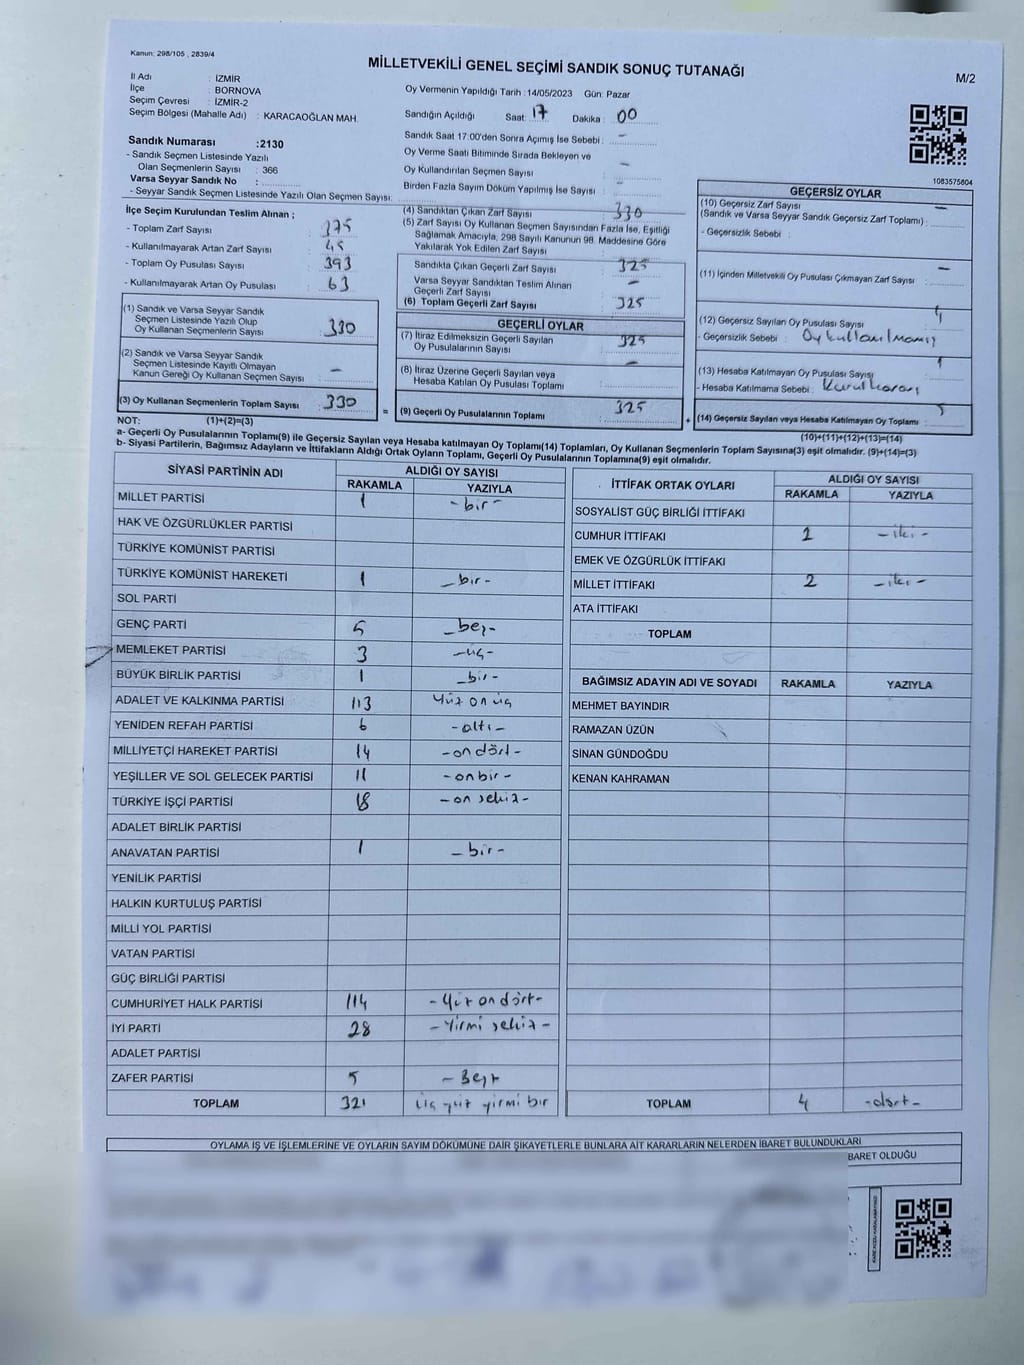 Kanun: 298/105 , 2839/4
MİLLETVEKİLİ GENEL SEÇİMİ SANDIK SONUÇ TUTANAĞI
M/2
İl Adı : İZMİR
İlçe : BORNOVA
Seçim Çevresi : İZMİR-2
Seçim Bölgesi (Mahalle Adı) : KARACAOĞLAN MAH.
Sandık Numarası :2130
- Sandık Seçmen Listesinde Yazılı
Olan Seçmenlerin Sayısı : 366
Varsa Seyyar Sandık No :
- Seyyar Sandık Seçmen Listesinde Yazılı Olan Seçmen Sayısı:
Oy Vermenin Yapıldığı Tarih :14/05/2023 Gün: Pazar
Sandığın Açıldığı Saat: 17 Dakika : 00
Sandık Saat 17:00'den Sonra Açımış İse Sebebi : -
Oy Verme Saati Bitiminde Sırada Bekleyen ve
Oy Kullandırılan Seçmen Sayısı : -
Birden Fazla Sayım Döküm Yapılmış İse Sayısı : -
1083575804
İlçe Seçim Kurulundan Teslim Alınan ;
- Toplam Zarf Sayısı : 375
- Kullanılmayarak Artan Zarf Sayısı : 45
- Toplam Oy Pusulası Sayısı : 393
- Kullanılmayarak Artan Oy Pusulası : 63
(1) Sandık ve Varsa Seyyar Sandık
Seçmen Listesinde Yazılı Olup
Oy Kullanan Seçmenlerin Sayısı : 330
(2) Sandık ve Varsa Seyyar Sandık
Seçmen Listesinde Kayıtlı Olmayan
Kanun Gereği Oy Kullanan Seçmen Sayısı : -
(3) Oy Kullanan Seçmenlerin Toplam Sayısı : 330
(4) Sandıktan Çıkan Zarf Sayısı : 330
(5) Zarf Sayısı Oy Kullanan Seçmen Sayısından Fazla İse, Eşitliği
Sağlamak Amacıyla, 298 Sayılı Kanunun 98. Maddesine Göre
Yakılarak Yok Edilen Zarf Sayısı :
Sandıkta Çıkan Geçerli Zarf Sayısı : 325
Varsa Seyyar Sandıktan Teslim Alınan
Geçerli Zarf Sayısı : -
(6) Toplam Geçerli Zarf Sayısı : 325
GEÇERLİ OYLAR
(7) İtiraz Edilmeksizin Geçerli Sayılan
Oy Pusulalarının Sayısı : 325
(8) İtiraz Üzerine Geçerli Sayılan veya
Hesaba Katılan Oy Pusulası Toplamı : -
= (9) Geçerli Oy Pusulalarının Toplamı : 325 +
GEÇERSİZ OYLAR
(10) Geçersiz Zarf Sayısı -
(Sandık ve Varsa Seyyar Sandık Geçersiz Zarf Toplamı) :
- Geçersizlik Sebebi :
(11) İçinden Milletvekili Oy Pusulası Çıkmayan Zarf Sayısı : -
(12) Geçersiz Sayılan Oy Pusulası Sayısı : 4
- Geçersizlik Sebebi : Oy kullanılmamış
(13) Hesaba Katılmayan Oy Pusulası Sayısı : 1
- Hesaba Katılmama Sebebi : Kurul kararı
(14) Geçersiz Sayılan veya Hesaba Katılmayan Oy Toplamı : 5
NOT: (1)+(2)=(3)
(10)+(11)+(12)+(13)=(14)
a- Geçerli Oy Pusulalarının Toplamı(9) ile Geçersiz Sayılan veya Hesaba katılmayan Oy Toplamı(14) Toplamları, Oy Kullanan Seçmenlerin Toplam Sayısına(3) eşit olmalıdır. (9)+(14)=(3)
b- Siyasi Partilerin, Bağımsız Adayların ve İttifakların Aldığı Ortak Oyların Toplamı, Geçerli Oy Pusulalarının Toplamına(9) eşit olmalıdır.
SİYASİ PARTİNİN ADI ALDIĞI OY SAYISI
RAKAMLA YAZIYLA
MİLLET PARTİSİ 1 - bir -
HAK VE ÖZGÜRLÜKLER PARTİSİ
TÜRKİYE KOMÜNİST PARTİSİ
TÜRKİYE KOMÜNİST HAREKETİ 1 - bir -
SOL PARTİ
GENÇ PARTİ 5 - beş -
MEMLEKET PARTİSİ 3 - üç -
BÜYÜK BİRLİK PARTİSİ 1 - bir -
ADALET VE KALKINMA PARTİSİ 113 Yüz on üç
YENİDEN REFAH PARTİSİ 6 - altı -
MİLLİYETÇİ HAREKET PARTİSİ 14 - on dört -
YEŞİLLER VE SOL GELECEK PARTİSİ 11 - onbir -
TÜRKİYE İŞÇİ PARTİSİ 18 - on sekiz -
ADALET BİRLİK PARTİSİ
ANAVATAN PARTİSİ 1 - bir -
YENİLİK PARTİSİ
HALKIN KURTULUŞ PARTİSİ
MİLLİ YOL PARTİSİ
VATAN PARTİSİ
GÜÇ BİRLİĞİ PARTİSİ
CUMHURİYET HALK PARTİSİ 114 - Yüz on dört -
İYİ PARTİ 28 - Yirmi sekiz -
ADALET PARTİSİ
ZAFER PARTİSİ 5 - Beş -
TOPLAM 321 üç yüz yirmi bir
İTTİFAK ORTAK OYLARI ALDIĞI OY SAYISI
RAKAMLA YAZIYLA
SOSYALİST GÜÇ BİRLİĞİ İTTİFAKI
CUMHUR İTTİFAKI 2 - iki -
EMEK VE ÖZGÜRLÜK İTTİFAKI
MİLLET İTTİFAKI 2 - iki -
ATA İTTİFAKI
TOPLAM
BAĞIMSIZ ADAYIN ADI VE SOYADI RAKAMLA YAZIYLA
MEHMET BAYINDIR
RAMAZAN ÜZÜN
SİNAN GÜNDOĞDU
KENAN KAHRAMAN
TOPLAM 4 - dört -
OYLAMA İŞ VE İŞLEMLERİNE VE OYLARIN SAYIM DÖKÜMÜNE DAİR ŞİKAYETLERLE BUNLARA AİT KARARLARIN NELERDEN İBARET BULUNDUKLARI
BARET OLDUĞU